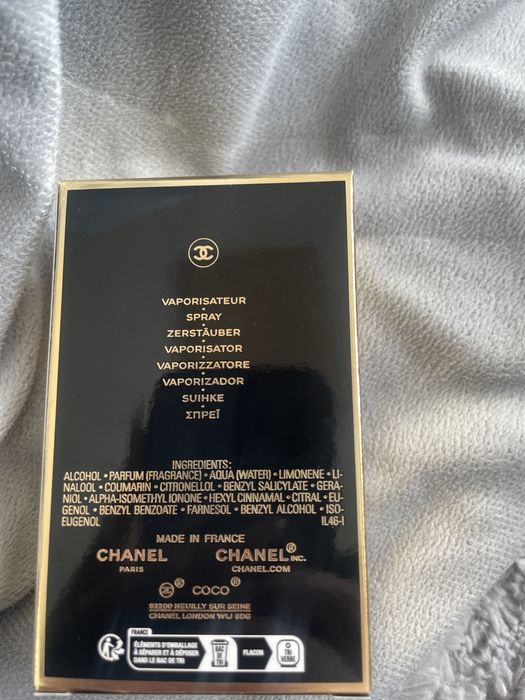 VAPORISATEUR
SPRAY
ZERSTÄUBER
VAPORISATOR
VAPORIZZATORE
VAPORIZADOR
SUIHKE
ΣΠΡΕΪ
INGREDIENTS:
ALCOHOL • PARFUM (FRAGRANCE) • AQUA (WATER) • LIMONENE • LI-
NALOOL • COUMARIN • CITRONELLOL • BENZYL SALICYLATE • GERA-
NIOL • ALPHA-ISOMETHYL IONONE • HEXYL CINNAMAL • CITRAL • EU-
GENOL • BENZYL BENZOATE • FARNESOL • BENZYL ALCOHOL • ISO-
EUGENOL IL46-I
MADE IN FRANCE
CHANEL CHANEL® INC.
PARIS CHANEL.COM
® COCO®
92200 NEUILLY SUR SEINE
CHANEL LONDON W1J 6DG
FRANCE
ÉLÉMENTS D'EMBALLAGE
À SÉPARER ET À DÉPOSER
DANS LE BAC DE TRI
BAC
DE
TRI
FLACON
TRI
VERRE